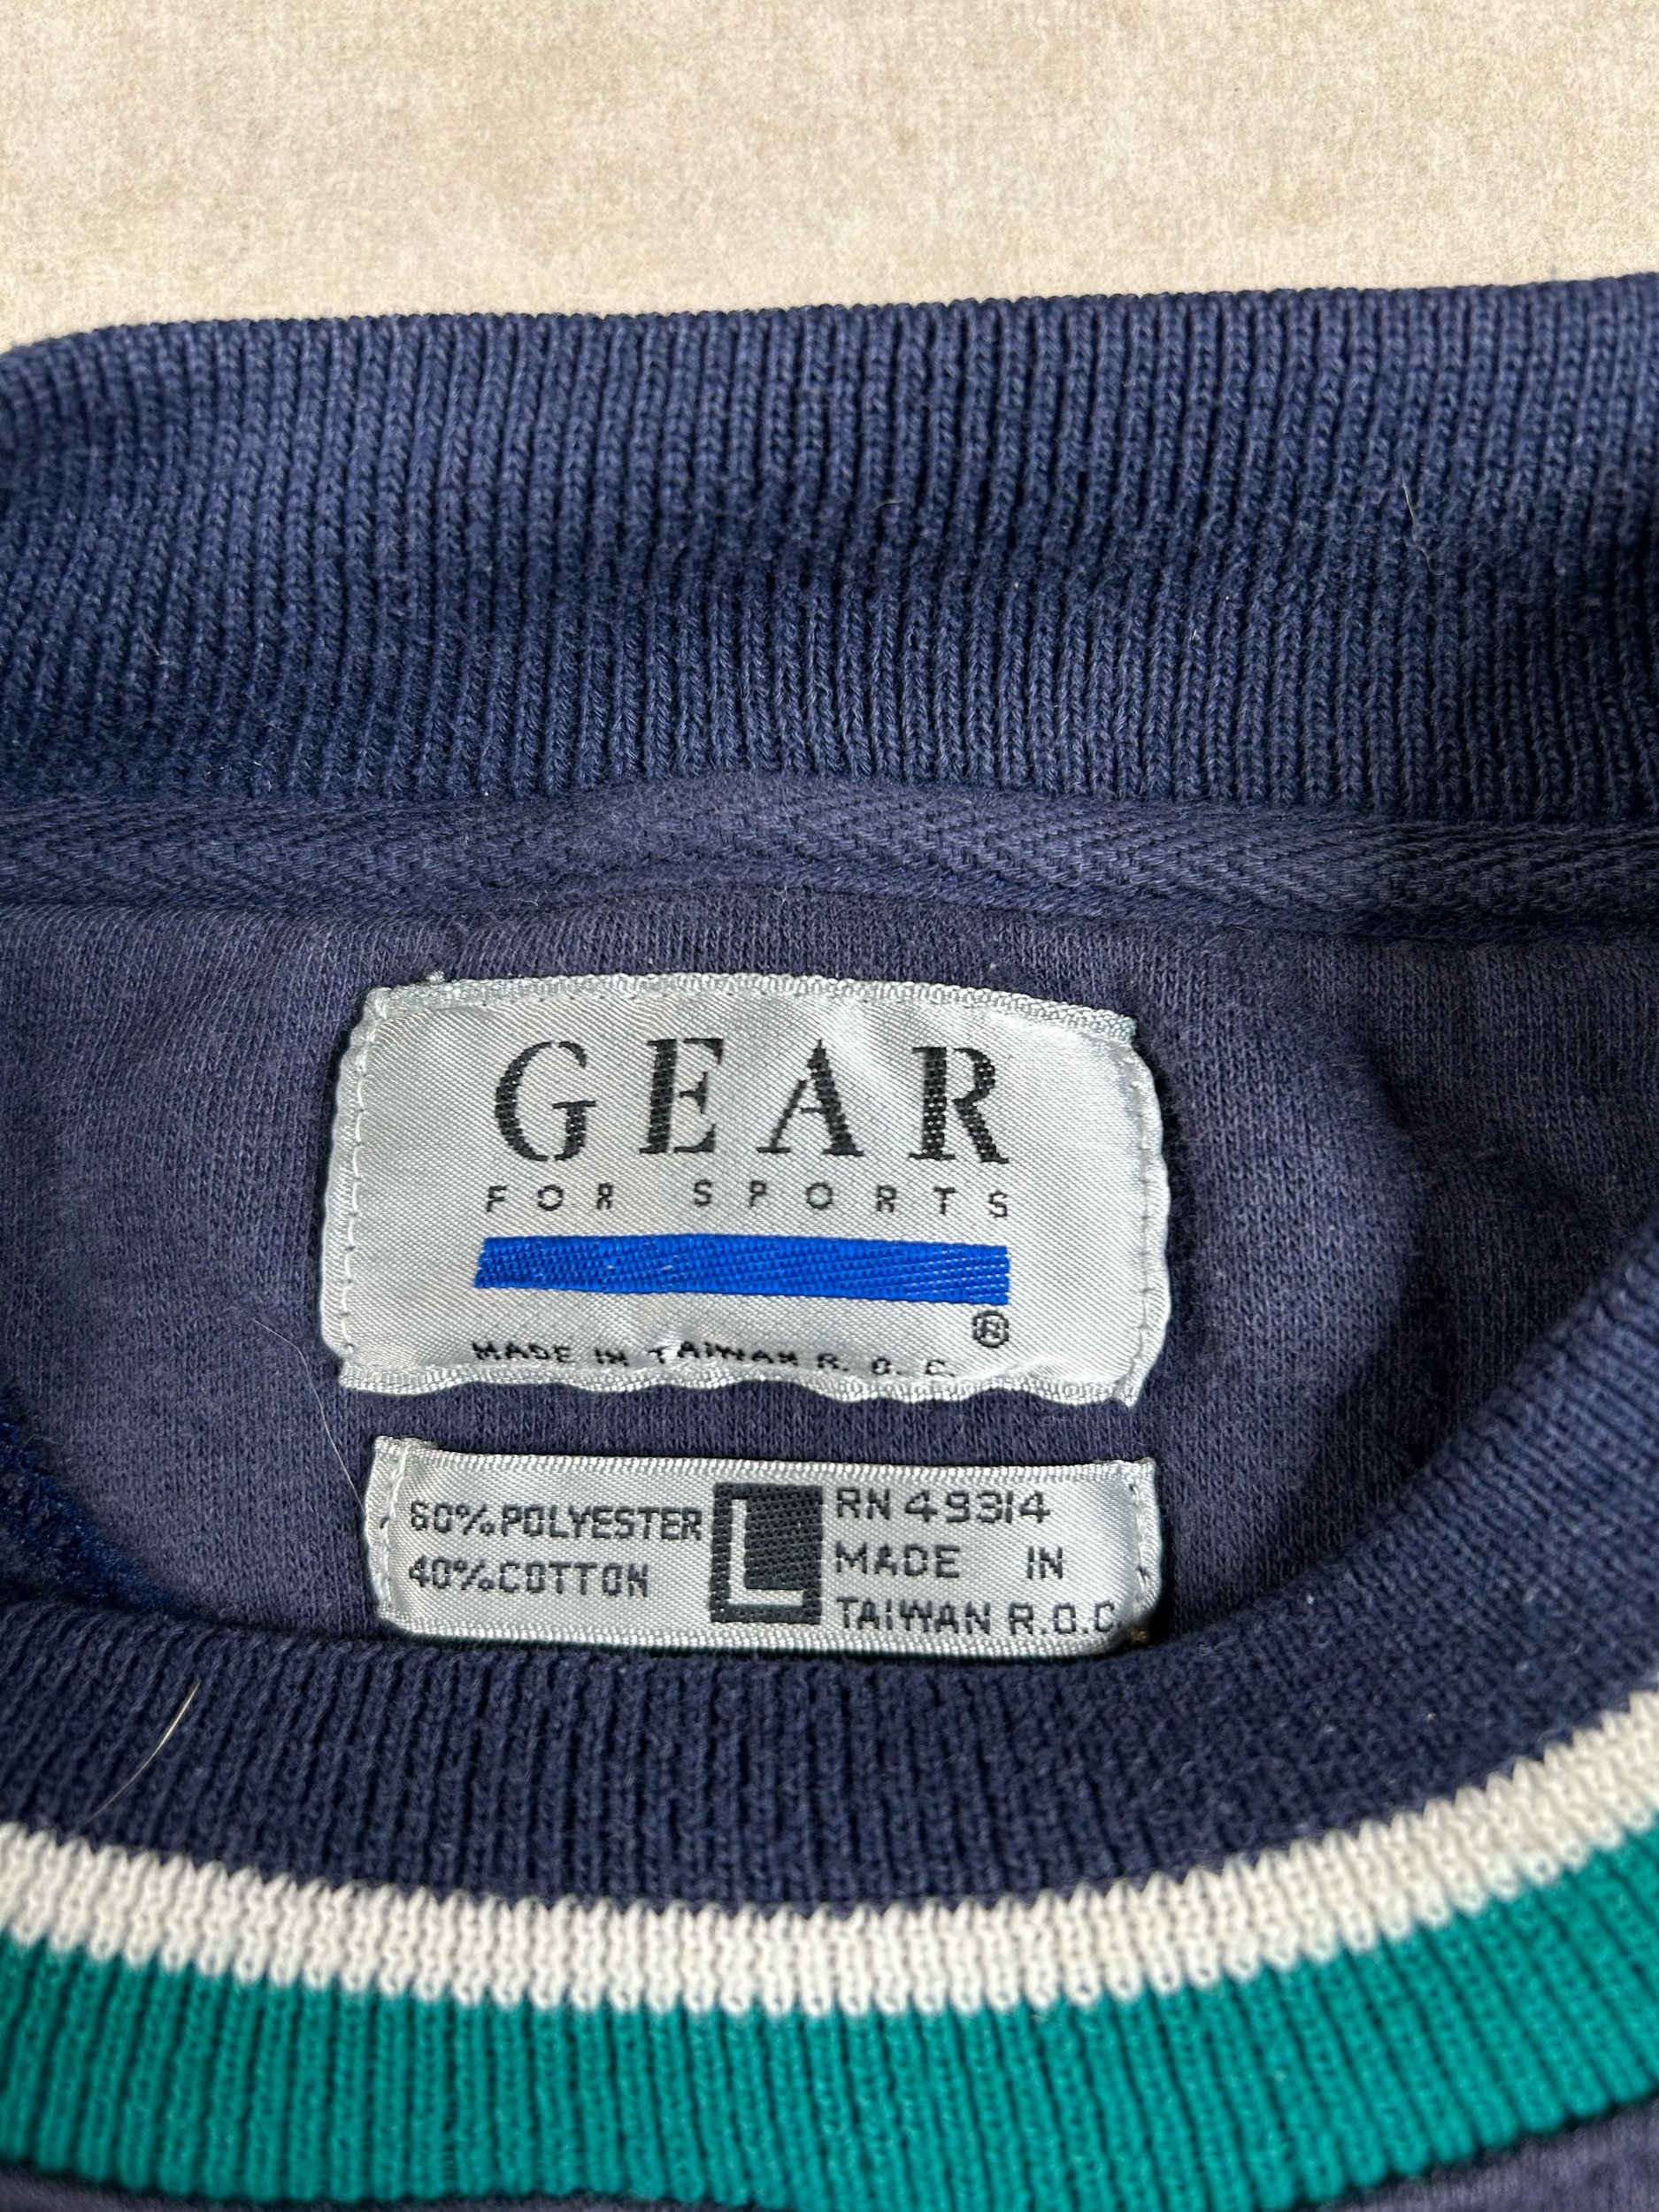 GEAR
FOR SPORTS
®
MADE IN TAIWAN R.O.C.
60% POLYESTER
40% COTTON
L
RN 49314
MADE IN
TAIWAN R.O.C.